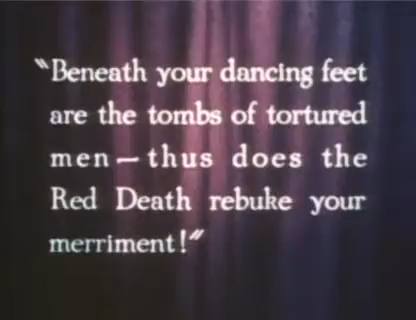 "Beneath your dancing feet
are the tombs of tortured
men—thus does the
Red Death rebuke your
merriment!"